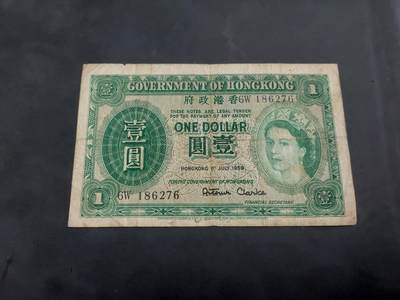 GOVERNMENT OF HONGKONG
壹 1
府政港香 6W 186276
THESE NOTES ARE LEGAL TENDER
FOR THE PAYMENT OF ANY AMOUNT
ONE DOLLAR
壹圓
圓壹
HONGKONG 1ST JULY 1959
FOR THE GOVERNMENT OF HONGKONG
6W 186276
1 壹
FINANCIAL SECRETARY